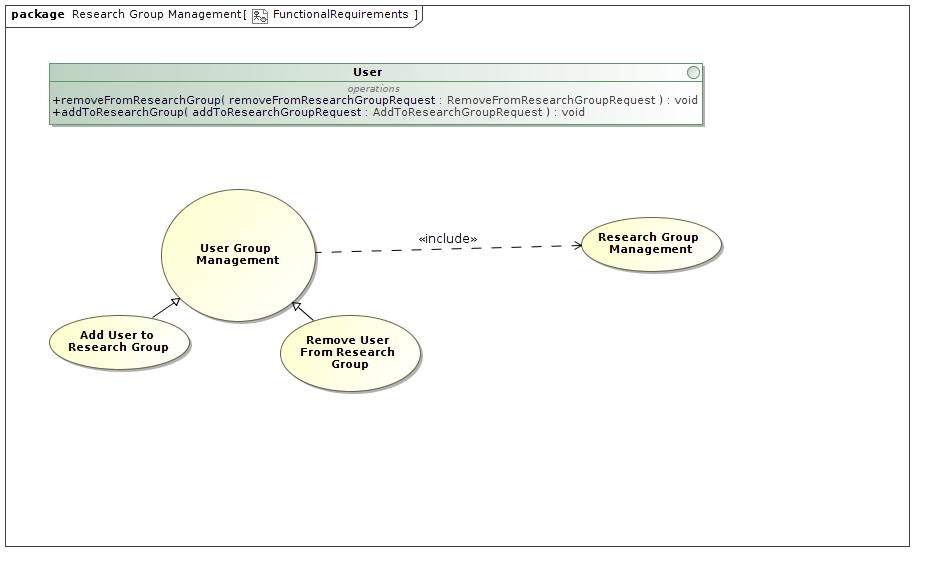 package Research Group Management[ FunctionalRequirements ]
User
operations
+removeFromResearchGroup( removeFromResearchGroupRequest : RemoveFromResearchGroupRequest ) : void
+addToResearchGroup( addToResearchGroupRequest : AddToResearchGroupRequest ) : void
User Group
Management
«include»
Research Group
Management
Add User to
Research Group
Remove User
From Research
Group